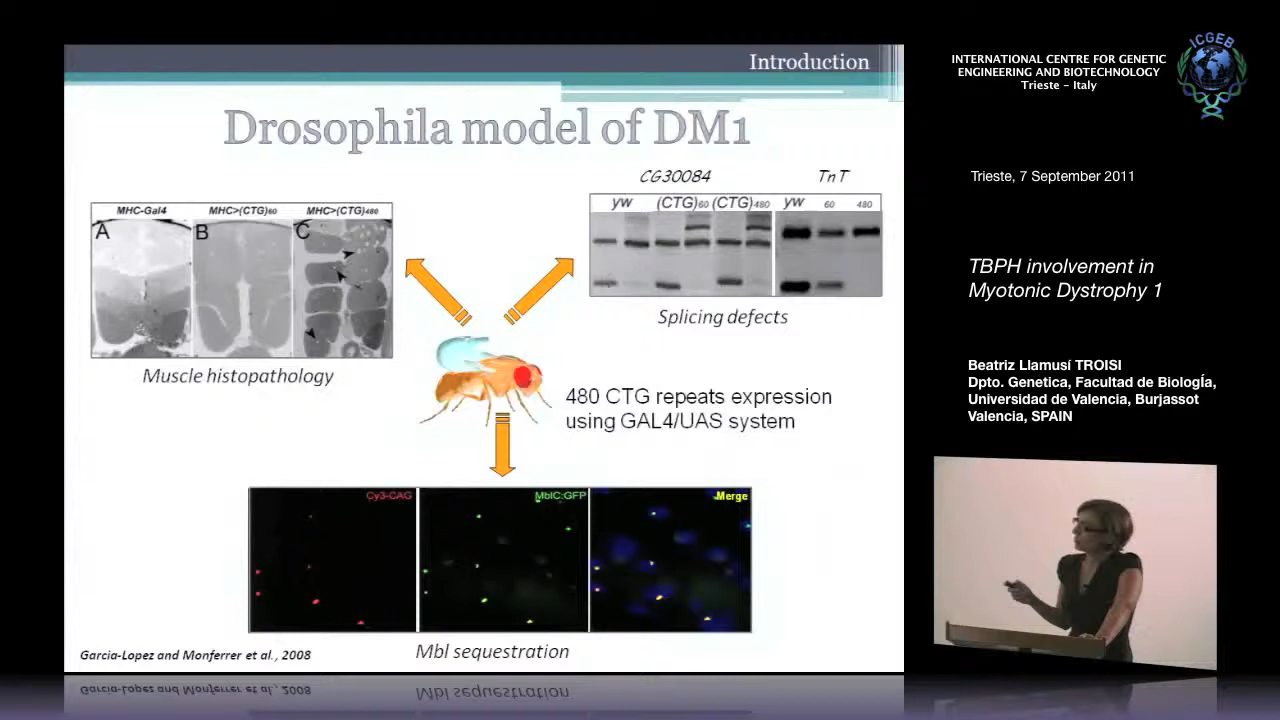 Introduction
Drosophila model of DM1
MHC-Gal4 MHC>(CTG)60 MHC>(CTG)480
A B C
Muscle histopathology
CG30084 TnT
yw (CTG)60 (CTG)480 yw 60 480
Splicing defects
480 CTG repeats expression
using GAL4/UAS system
Cy3-CAG MblC:GFP Merge
Mbl sequestration
Garcia-Lopez and Monferrer et al., 2008
INTERNATIONAL CENTRE FOR GENETIC
ENGINEERING AND BIOTECHNOLOGY
Trieste - Italy
ICGEB
Trieste, 7 September 2011
TBPH involvement in
Myotonic Dystrophy 1
Beatriz Llamusí TROISI
Dpto. Genetica, Facultad de BiologÍa,
Universidad de Valencia, Burjassot
Valencia, SPAIN